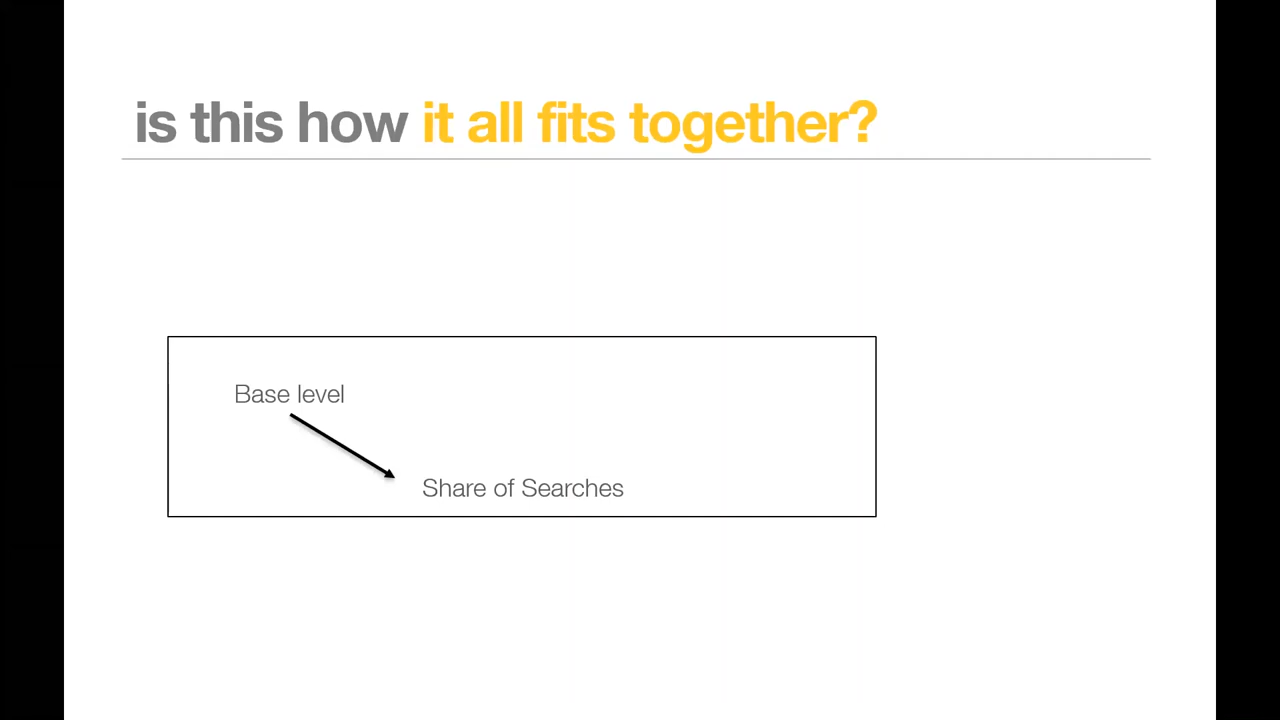 is this how it all fits together?
Base level
Share of Searches